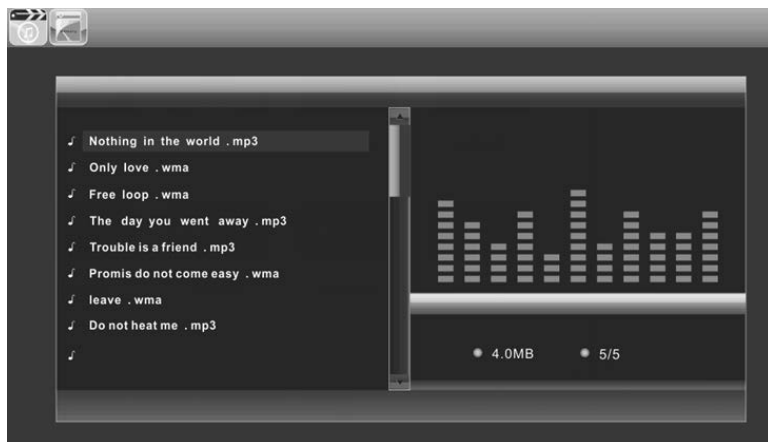 Nothing in the world . mp3
Only love . wma
Free loop . wma
The day you went away . mp3
Trouble is a friend . mp3
Promis do not come easy . wma
leave . wma
Do not heat me . mp3
4.0MB
5/5